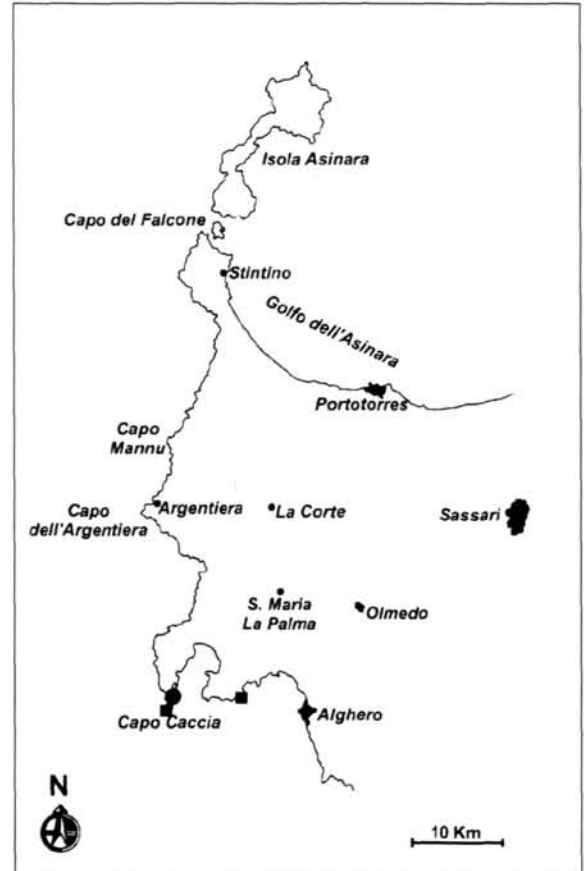 Isola Asinara
Capo del Falcone
Stintino
Golfo dell'Asinara
Portotorres
Capo
Mannu
Argentiera
Capo
dell'Argentiera
La Corte
Sassari
S. Maria
La Palma
Olmedo
Capo Caccia
Alghero
N
10 Km